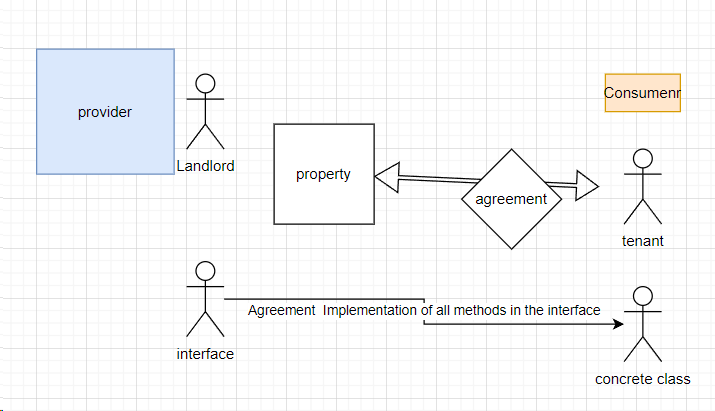 provider
Landlord
Consumenr
property
agreement
tenant
Agreement  Implementation of all methods in the interface
interface
concrete class